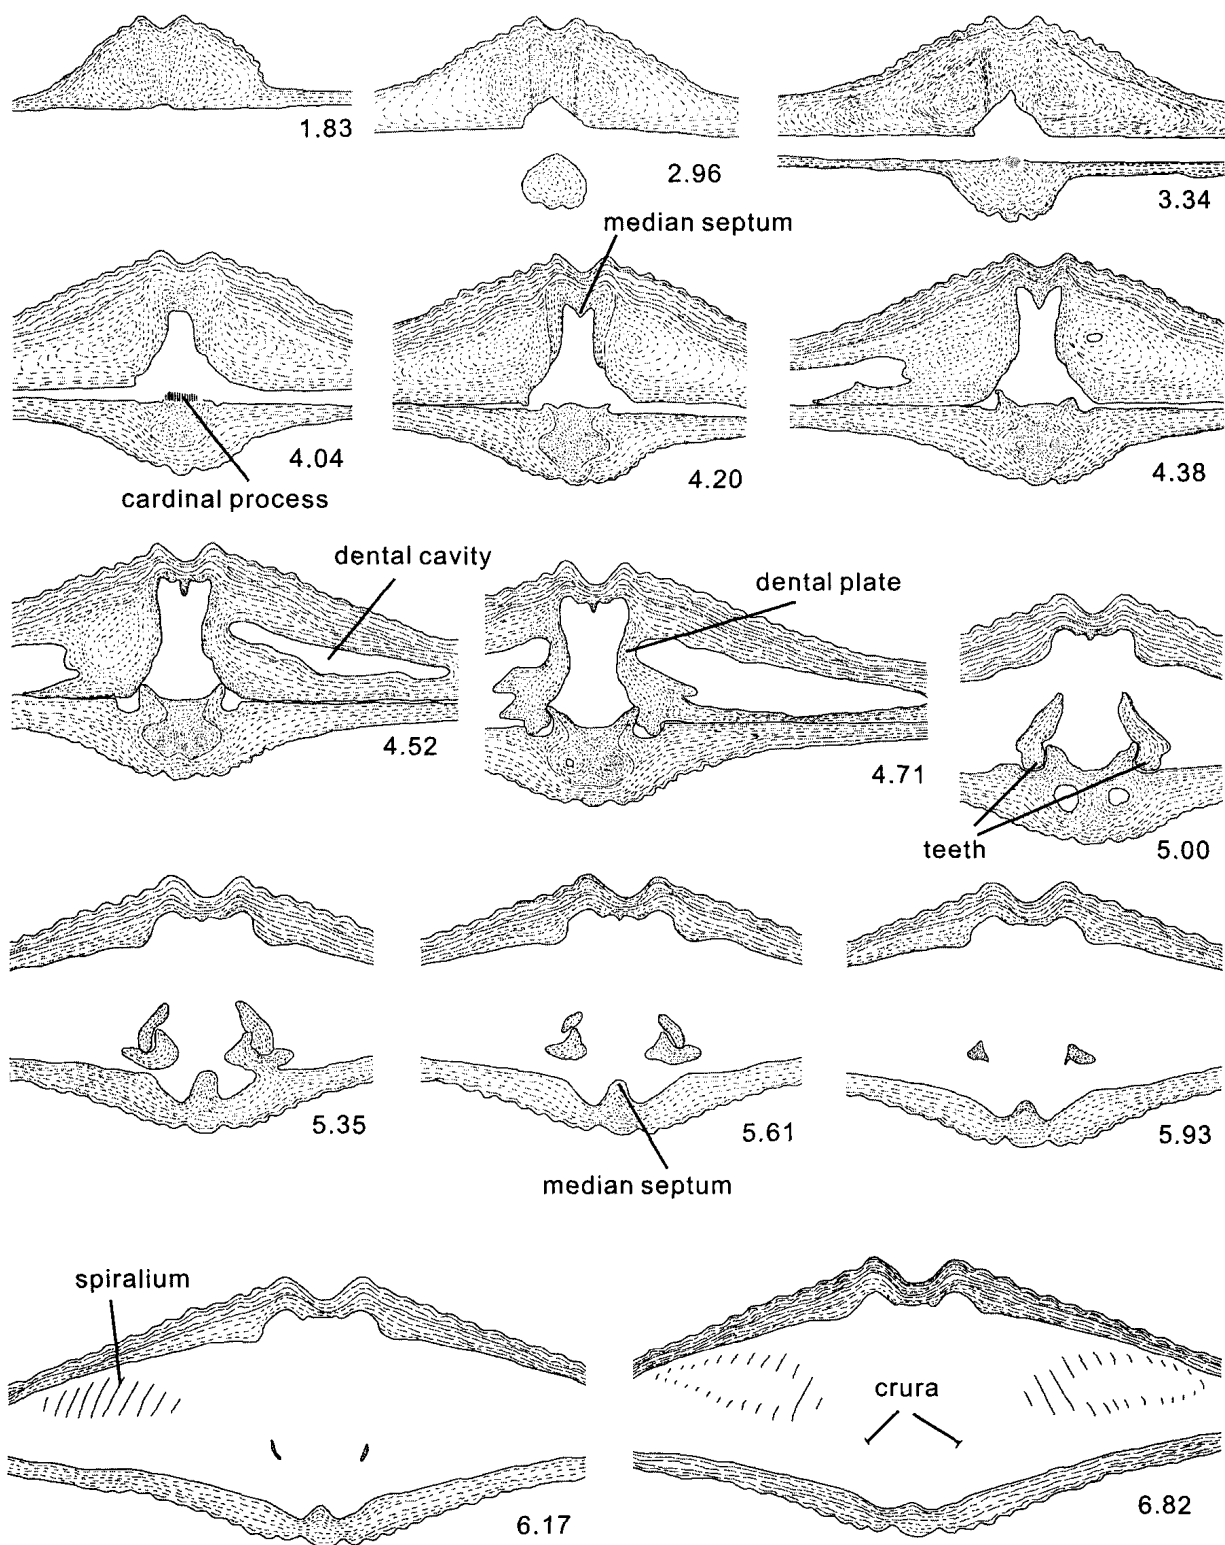 1.83
2.96
3.34
median septum
4.04
4.20
4.38
cardinal process
dental cavity
dental plate
4.52
4.71
teeth
5.00
5.35
5.61
5.93
median septum
spiralium
crura
6.17
6.82